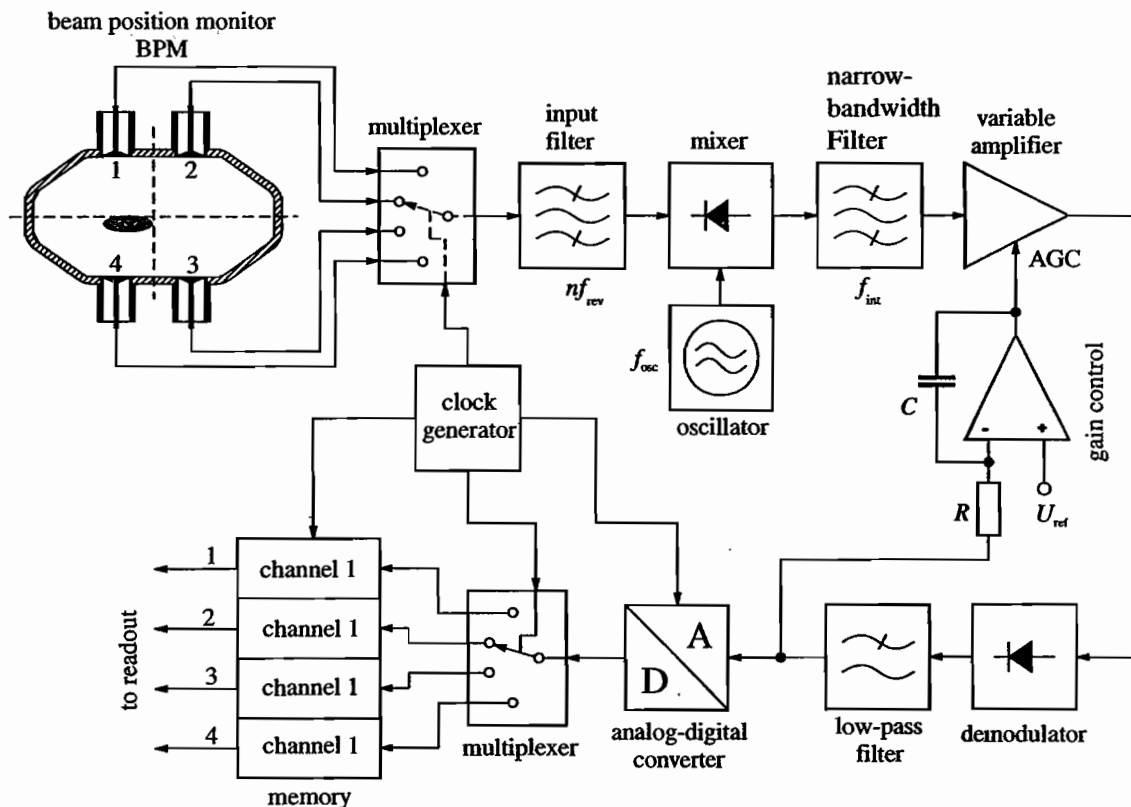 beam position monitor
BPM
1
2
4
3
multiplexer
input
filter
nf_rev
mixer
narrow-
bandwidth
Filter
f_int
variable
amplifier
AGC
f_osc
oscillator
C
-
+
gain control
R
U_ref
clock
generator
1
channel 1
2
channel 1
3
channel 1
4
channel 1
to readout
memory
multiplexer
A
D
analog-digital
converter
low-pass
filter
demodulator